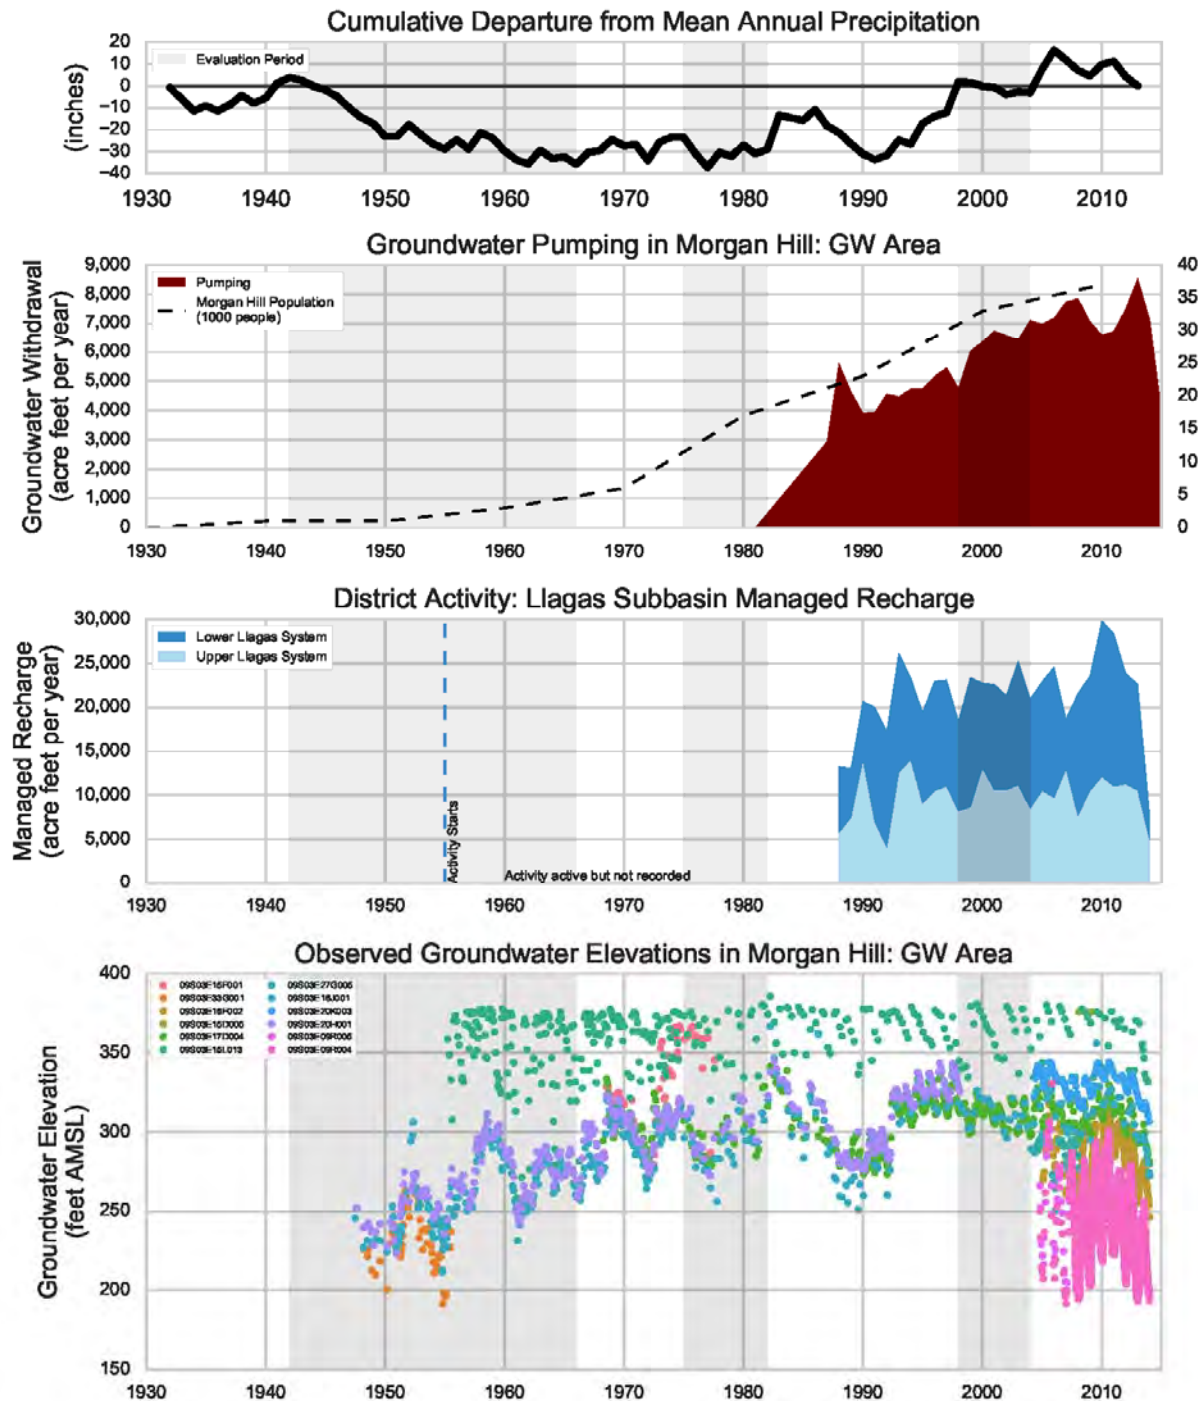 Cumulative Departure from Mean Annual Precipitation
20
10
0
−10
−20
−30
−40
(inches)
Evaluation Period
1930 1940 1950 1960 1970 1980 1990 2000 2010
Groundwater Pumping in Morgan Hill: GW Area
9,000
8,000
7,000
6,000
5,000
4,000
3,000
2,000
1,000
0
Groundwater Withdrawal
(acre feet per year)
Pumping
Morgan Hill Population
(1000 people)
40
35
30
25
20
15
10
5
0
1930 1940 1950 1960 1970 1980 1990 2000 2010
District Activity: Llagas Subbasin Managed Recharge
30,000
25,000
20,000
15,000
10,000
5,000
0
Managed Recharge
(acre feet per year)
Lower Llagas System
Upper Llagas System
Activity Starts
Activity active but not recorded
1930 1940 1950 1960 1970 1980 1990 2000 2010
Observed Groundwater Elevations in Morgan Hill: GW Area
400
350
300
250
200
150
Groundwater Elevation
(feet AMSL)
09S03E33G001
09S03E20K003
09S03E20H001
09S03E09R004
1930 1940 1950 1960 1970 1980 1990 2000 2010